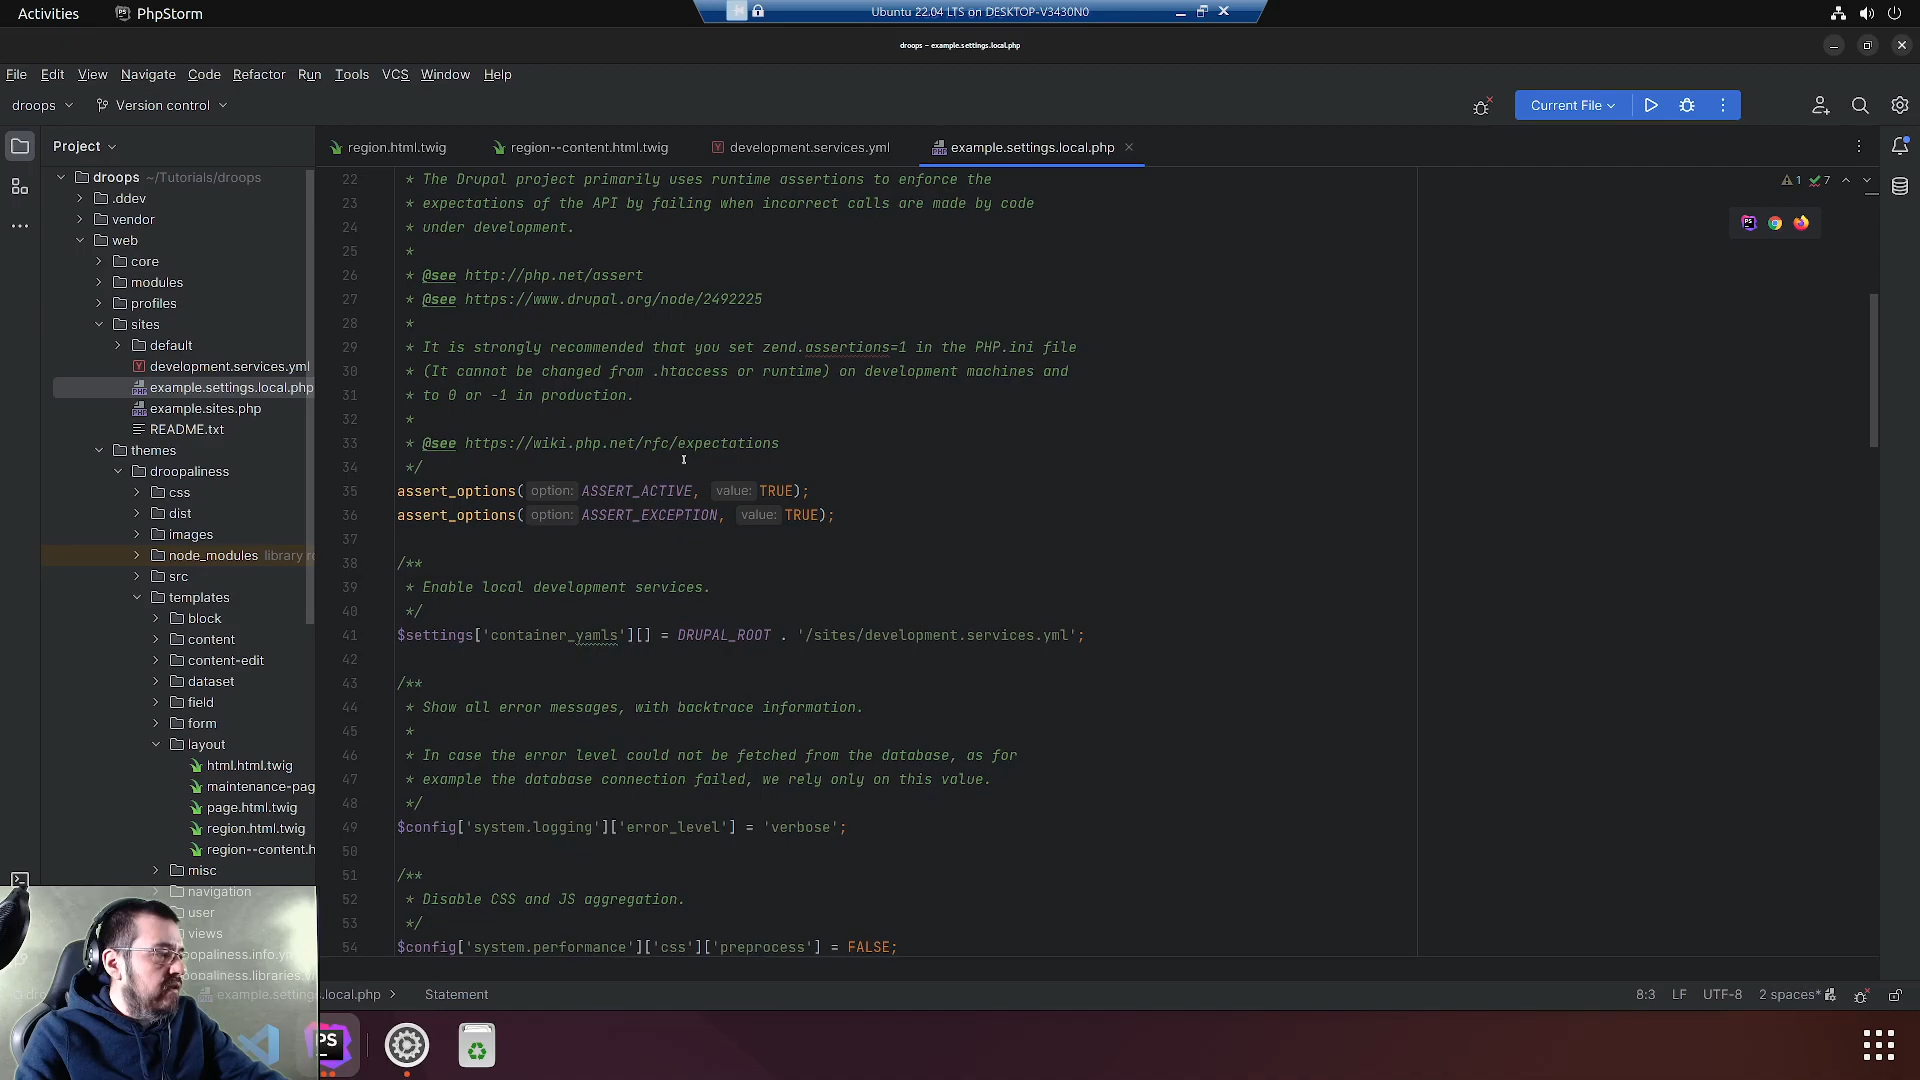 Activities
PhpStorm
Ubuntu 22.04 LTS on DESKTOP-V3430N0
droops – example.settings.local.php
File Edit View Navigate Code Refactor Run Tools VCS Window Help
droops
Version control
Current File
Project
region.html.twig
region--content.html.twig
development.services.yml
example.settings.local.php
droops ~/Tutorials/droops
.ddev
vendor
web
core
modules
profiles
sites
default
development.services.yml
example.settings.local.php
example.sites.php
README.txt
themes
droopaliness
css
dist
images
node_modules library ro
src
templates
block
content
content-edit
dataset
field
form
layout
html.html.twig
maintenance-pag
page.html.twig
region.html.twig
region--content.h
misc
navigation
user
views
opaliness.info.ym
opaliness.libraries.
1 7
22 * The Drupal project primarily uses runtime assertions to enforce the
23 * expectations of the API by failing when incorrect calls are made by code
24 * under development.
25 *
26 * @see http://php.net/assert
27 * @see https://www.drupal.org/node/2492225
28 *
29 * It is strongly recommended that you set zend.assertions=1 in the PHP.ini file
30 * (It cannot be changed from .htaccess or runtime) on development machines and
31 * to 0 or -1 in production.
32 *
33 * @see https://wiki.php.net/rfc/expectations
34 */
35 assert_options( option: ASSERT_ACTIVE, value: TRUE);
36 assert_options( option: ASSERT_EXCEPTION, value: TRUE);
37
38 /**
39 * Enable local development services.
40 */
41 $settings['container_yamls'][] = DRUPAL_ROOT . '/sites/development.services.yml';
42
43 /**
44 * Show all error messages, with backtrace information.
45 *
46 * In case the error level could not be fetched from the database, as for
47 * example the database connection failed, we rely only on this value.
48 */
49 $config['system.logging']['error_level'] = 'verbose';
50
51 /**
52 * Disable CSS and JS aggregation.
53 */
54 $config['system.performance']['css']['preprocess'] = FALSE;
example.settings.local.php
Statement
8:3 LF UTF-8 2 spaces*
PS